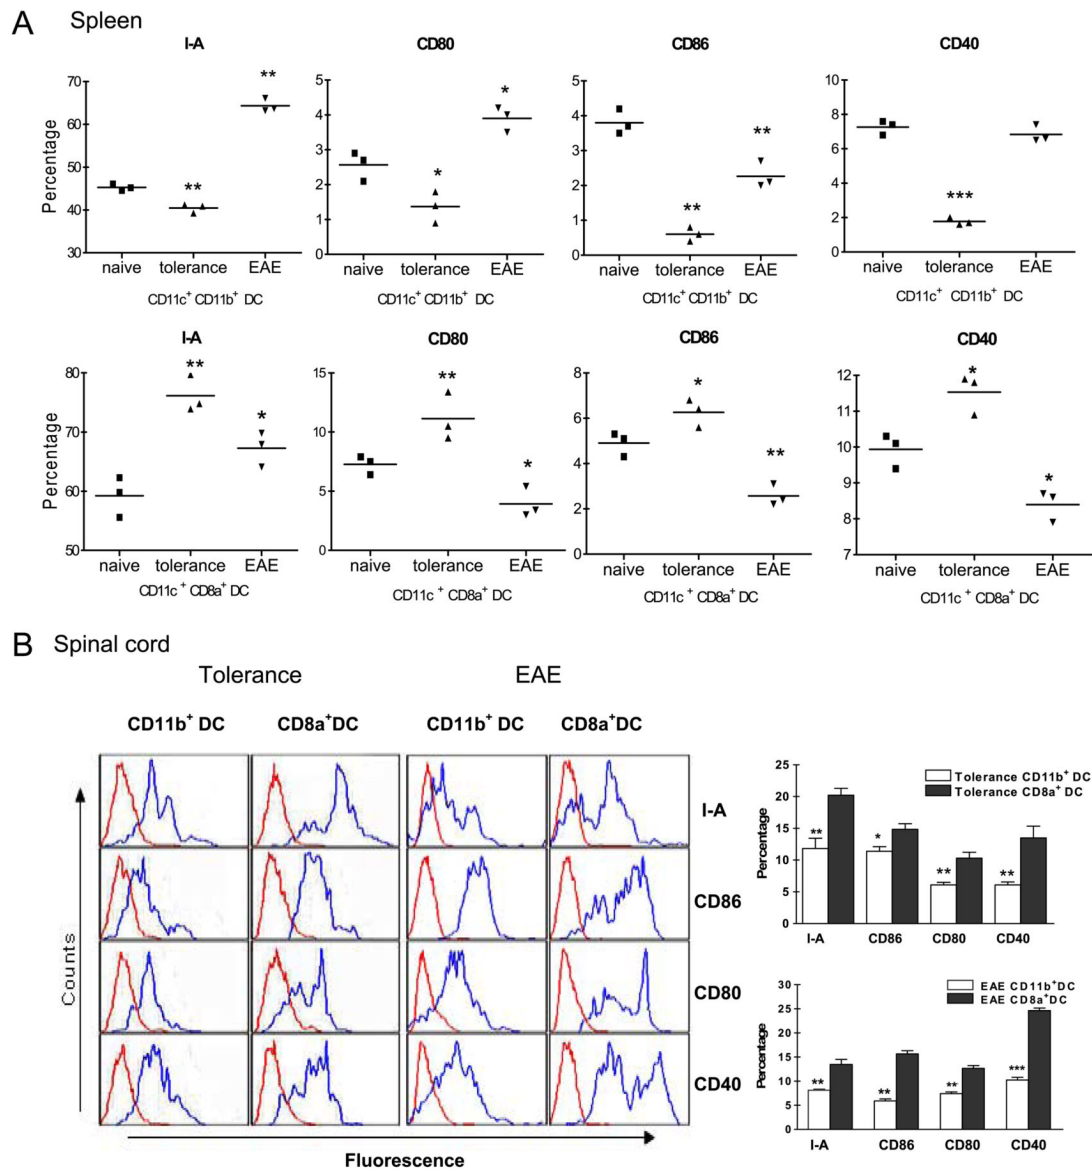 A Spleen
I-A
CD80
CD86
CD40
Percentage
70
60
50
40
30
**
**
naive
tolerance
EAE
CD11c+ CD11b+ DC
5
4
3
2
1
0
*
*
naive
tolerance
EAE
CD11c+ CD11b+ DC
5
4
3
2
1
0
**
**
naive
tolerance
EAE
CD11c+ CD11b+ DC
10
8
6
4
2
0
***
naive
tolerance
EAE
CD11c+ CD11b+ DC
I-A
CD80
CD86
CD40
Percentage
80
70
60
50
**
*
naive
tolerance
EAE
CD11c + CD8a+ DC
15
10
5
0
**
*
naive
tolerance
EAE
CD11c + CD8a+ DC
8
6
4
2
0
*
**
naive
tolerance
EAE
CD11c + CD8a+ DC
12
11
10
9
8
7
*
*
naive
tolerance
EAE
CD11c + CD8a+ DC
B Spinal cord
Tolerance
EAE
CD11b+ DC
CD8a+DC
CD11b+ DC
CD8a+DC
I-A
CD86
CD80
CD40
Counts
Fluorescence
25
20
15
10
5
0
Percentage
Tolerance CD11b+ DC
Tolerance CD8a+ DC
**
*
**
**
I-A
CD86
CD80
CD40
30
25
20
15
10
5
0
Percentage
EAE CD11b+DC
EAE CD8a+DC
**
**
**
***
I-A
CD86
CD80
CD40